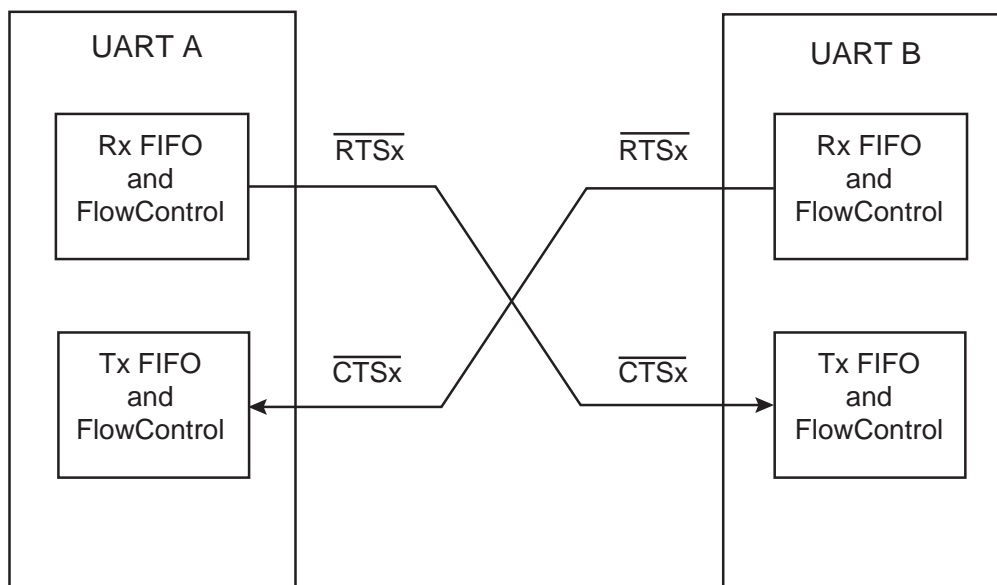 UART A
UART B
Rx FIFO
and
FlowControl
RTSx
RTSx
Rx FIFO
and
FlowControl
Tx FIFO
and
FlowControl
CTSx
CTSx
Tx FIFO
and
FlowControl